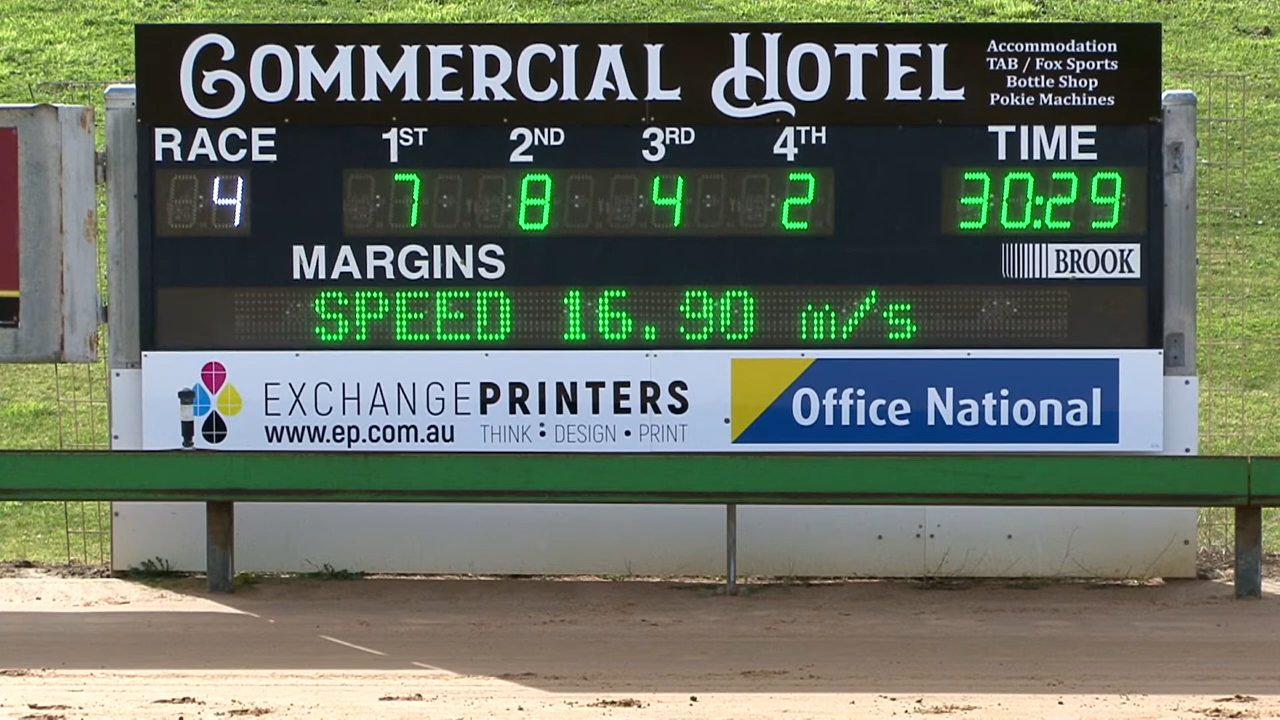 COMMERCIAL HOTEL
Accommodation
TAB / Fox Sports
Bottle Shop
Pokie Machines
RACE 1ST 2ND 3RD 4TH TIME
4 7 8 4 2 30:29
MARGINS
BROOK
SPEED 16.90 m/s
EXCHANGEPRINTERS
www.ep.com.au THINK • DESIGN • PRINT
Office National